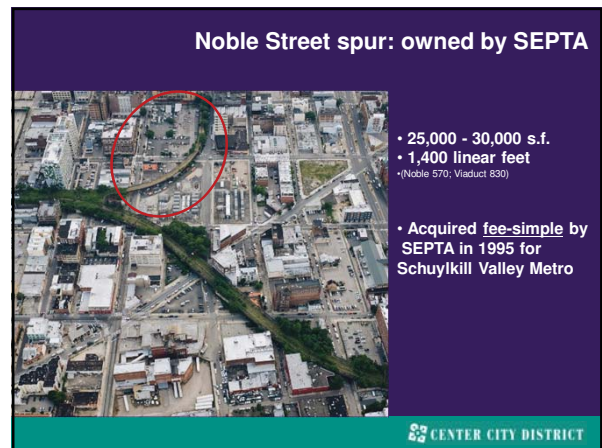 Noble Street spur: owned by SEPTA
• 25,000 - 30,000 s.f.
• 1,400 linear feet
•(Noble 570; Viaduct 830)
• Acquired fee-simple by
SEPTA in 1995 for
Schuylkill Valley Metro
CENTER CITY DISTRICT